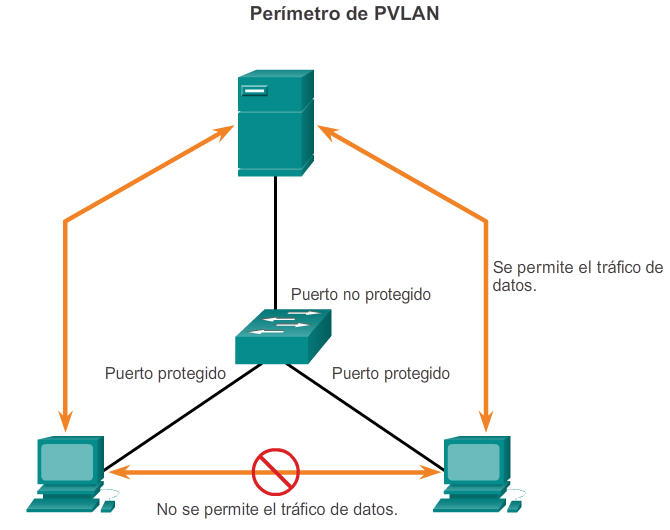 Perímetro de PVLAN
Se permite el tráfico de
datos.
Puerto no protegido
Puerto protegido
Puerto protegido
No se permite el tráfico de datos.